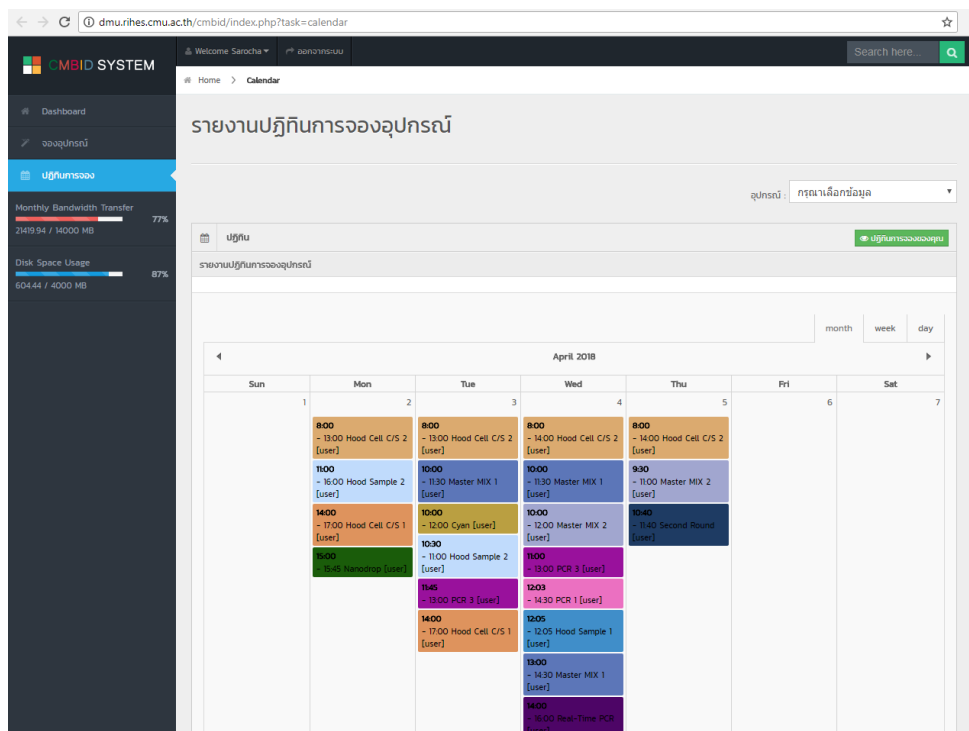 dmu.rihes.cmu.ac.th/cmbid/index.php?task=calendar
CMBID SYSTEM
Welcome Sarocha
ออกจากระบบ
Search here...
Home > Calendar
Dashboard
จองอุปกรณ์
ปฏิทินการจอง
Monthly Bandwidth Transfer
77%
21419.94 / 14000 MB
Disk Space Usage
87%
604.44 / 4000 MB
รายงานปฏิทินการจองอุปกรณ์
อุปกรณ์ : กรุณาเลือกข้อมูล
ปฏิทิน
ปฏิทินการจองของคุณ
รายงานปฏิทินการจองอุปกรณ์
month week day
April 2018
Sun Mon Tue Wed Thu Fri Sat
1 2 3 4 5 6 7
8:00
- 13:00 Hood Cell C/S 2
[user]
11:00
- 16:00 Hood Sample 2
[user]
14:00
- 17:00 Hood Cell C/S 1
[user]
15:00
- 15:45 Nanodrop [user]
8:00
- 13:00 Hood Cell C/S 2
[user]
10:00
- 11:30 Master MIX 1
[user]
10:00
- 12:00 Cyan [user]
10:30
- 11:00 Hood Sample 2
[user]
11:45
- 13:00 PCR 3 [user]
14:00
- 17:00 Hood Cell C/S 1
[user]
8:00
- 14:00 Hood Cell C/S 2
[user]
10:00
- 11:30 Master MIX 1
[user]
10:00
- 12:00 Master MIX 2
[user]
11:00
- 13:00 PCR 3 [user]
12:03
- 14:30 PCR 1 [user]
12:05
- 12:05 Hood Sample 1
[user]
13:00
- 14:30 Master MIX 1
[user]
14:00
- 16:00 Real-Time PCR
8:00
- 14:00 Hood Cell C/S 2
[user]
9:30
- 11:00 Master MIX 2
[user]
10:40
- 11:40 Second Round
[user]